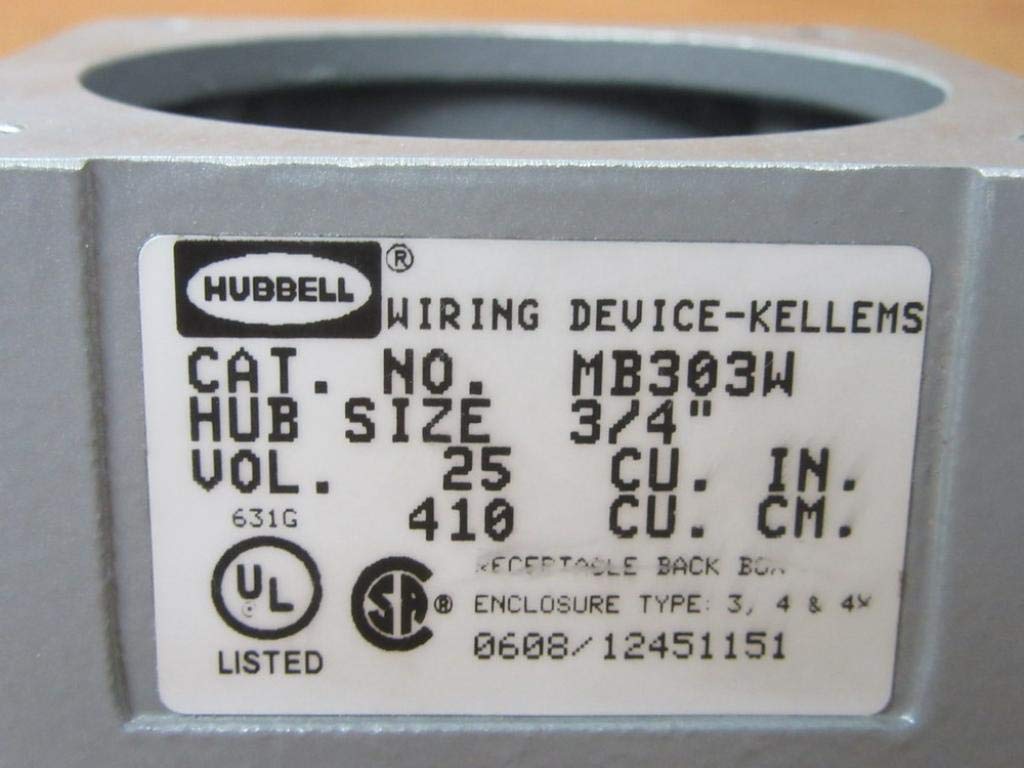 HUBBELL ®
WIRING DEVICE-KELLEMS
CAT. NO. MB303W
HUB SIZE 3/4"
VOL. 25 CU. IN.
410 CU. CM.
631G
UL
LISTED
SA ®
RECEPTACLE BACK BOX
ENCLOSURE TYPE: 3, 4 & 4X
0608/12451151